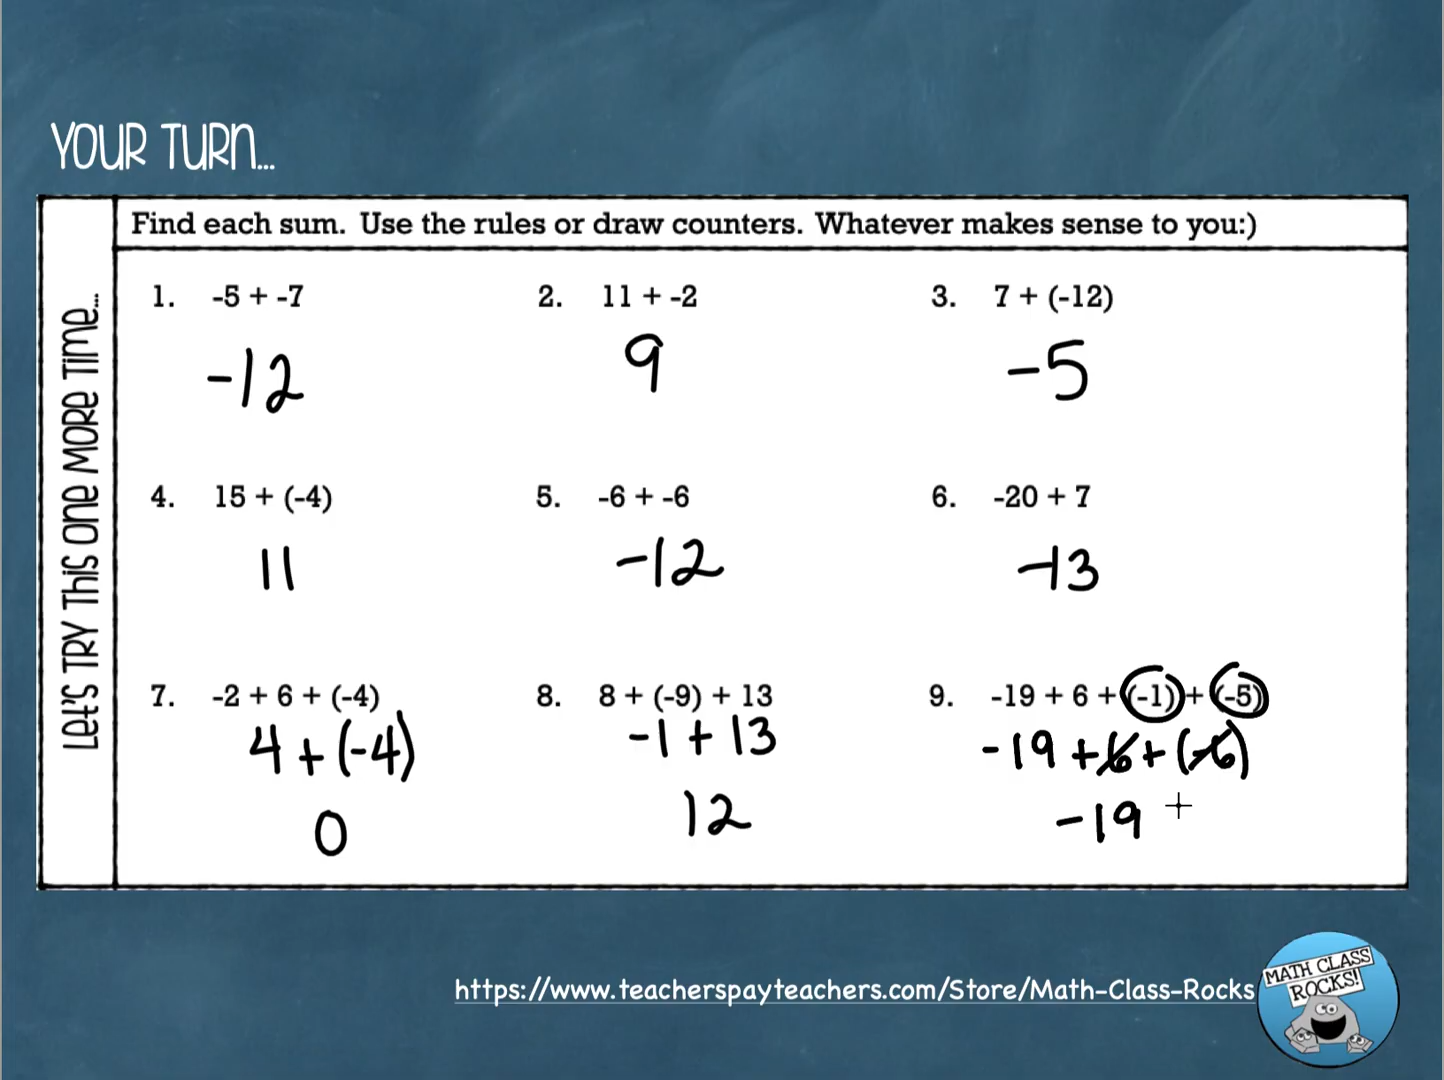 YOUR TURN...
LET'S TRY THIS ONE MORE TIME...
Find each sum. Use the rules or draw counters. Whatever makes sense to you:)
1. -5 + -7
-12
2. 11 + -2
9
3. 7 + (-12)
-5
4. 15 + (-4)
11
5. -6 + -6
-12
6. -20 + 7
-13
7. -2 + 6 + (-4)
4 + (-4)
0
8. 8 + (-9) + 13
-1 + 13
12
9. -19 + 6 + (-1) + (-5)
-19 + 6 + (-6)
-19
https://www.teacherspayteachers.com/Store/Math-Class-Rocks
MATH CLASS
ROCKS!